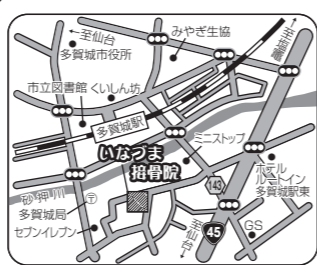 ←至仙台
多賀城市役所
みやぎ生協
至塩釜→
市立図書館
くいしん坊
多賀城駅
ミニストップ
いなづま
接骨院
143
ホテル
ルートイン
多賀城駅東
砂押川
〒
多賀城局
セブンイレブン
至仙台
45
GS